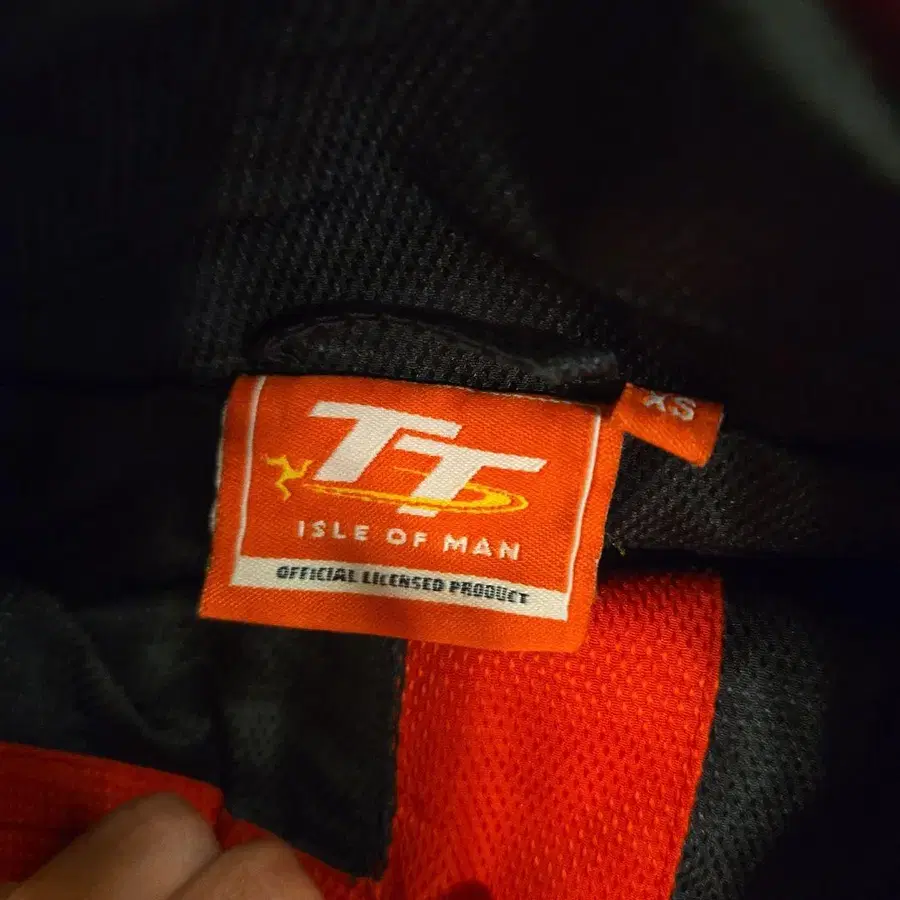 TT
XS
ISLE OF MAN
OFFICIAL LICENSED PRODUCT